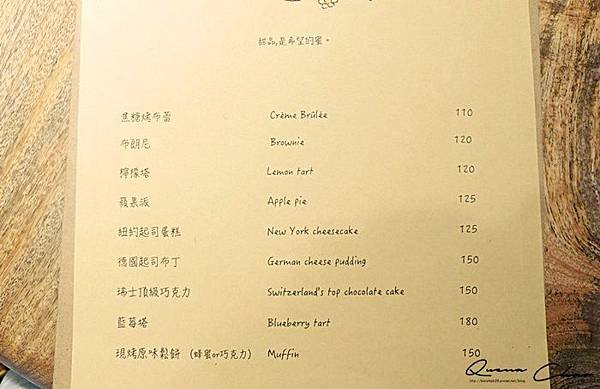 甜品,是希望的蜜。
焦糖烤布蕾 Crème Brûlée 110
布朗尼 Brownie 120
檸檬塔 Lemon tart 120
蘋果派 Apple pie 125
紐約起司蛋糕 New York cheesecake 125
德國起司布丁 German cheese pudding 150
瑞士頂級巧克力 Switzerland's top chocolate cake 150
藍莓塔 Blueberry tart 180
現烤原味鬆餅 (蜂蜜or巧克力) Muffin 150